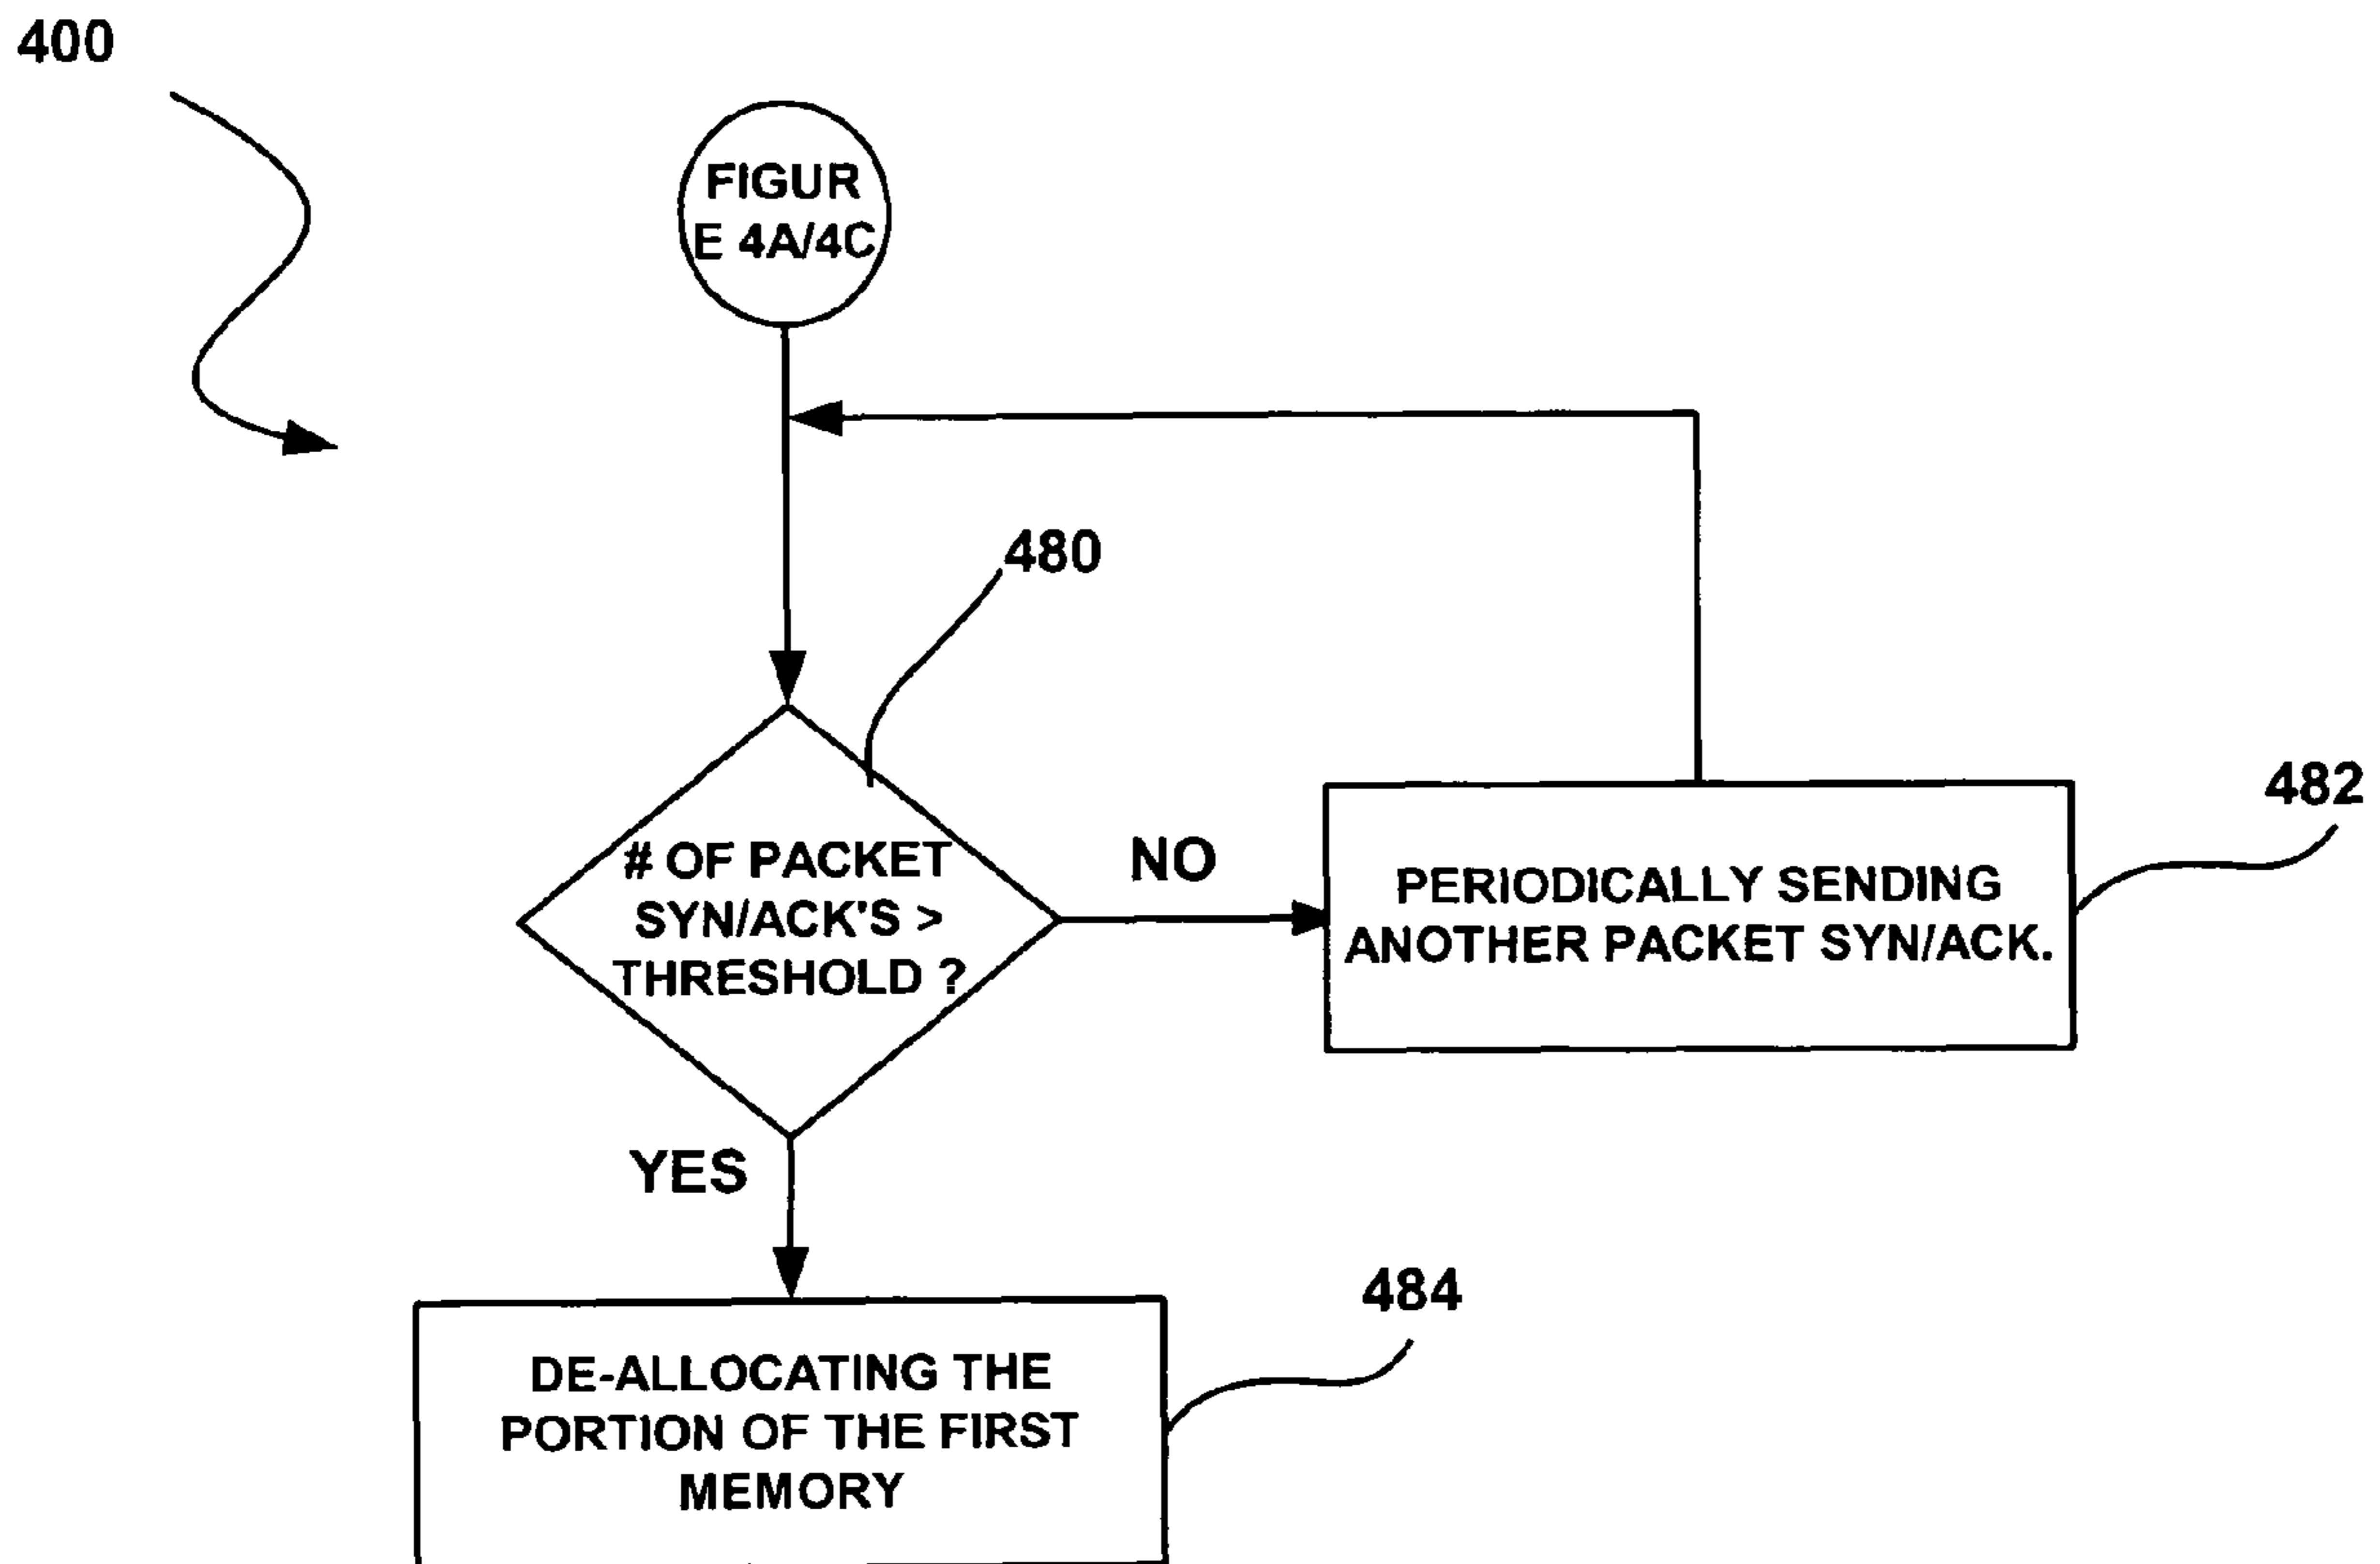 400
FIGUR
E 4A/4C
480
# OF PACKET
SYN/ACK'S >
THRESHOLD ?
NO
482
PERIODICALLY SENDING
ANOTHER PACKET SYN/ACK.
YES
484
DE-ALLOCATING THE
PORTION OF THE FIRST
MEMORY